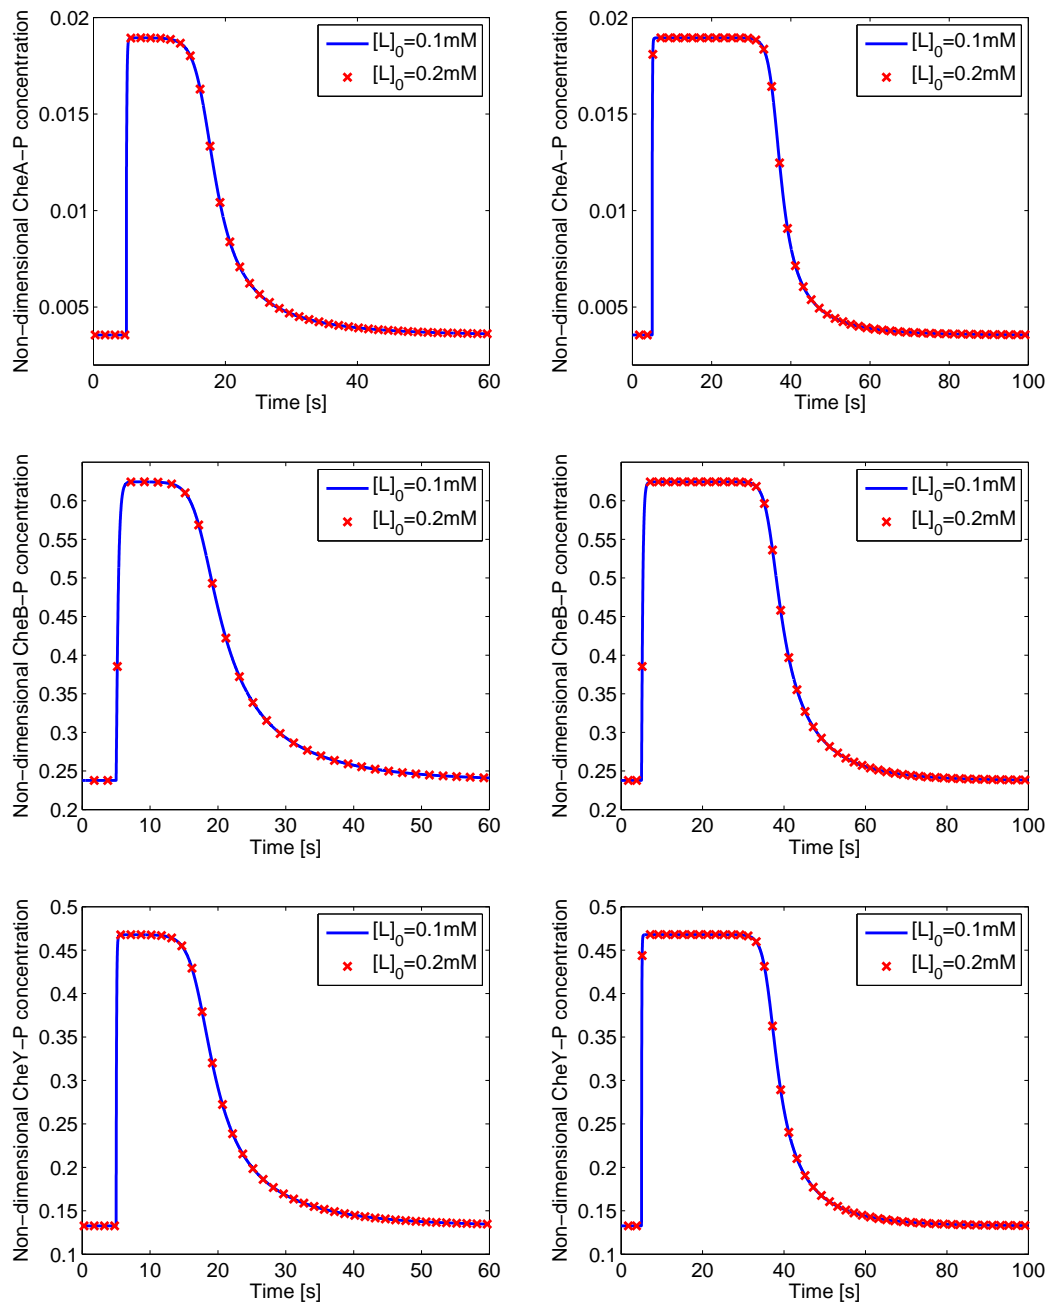 Non-dimensional CheA-P concentration
0.02
0.015
0.01
0.005
0 20 40 60
Time [s]
[L]0=0.1mM
[L]0=0.2mM
Non-dimensional CheA-P concentration
0.02
0.015
0.01
0.005
0 20 40 60 80 100
Time [s]
[L]0=0.1mM
[L]0=0.2mM
Non-dimensional CheB-P concentration
0.6
0.55
0.5
0.45
0.4
0.35
0.3
0.25
0.2
0 10 20 30 40 50 60
Time [s]
[L]0=0.1mM
[L]0=0.2mM
Non-dimensional CheB-P concentration
0.6
0.55
0.5
0.45
0.4
0.35
0.3
0.25
0.2
0 20 40 60 80 100
Time [s]
[L]0=0.1mM
[L]0=0.2mM
Non-dimensional CheY-P concentration
0.5
0.45
0.4
0.35
0.3
0.25
0.2
0.15
0.1
0 10 20 30 40 50 60
Time [s]
[L]0=0.1mM
[L]0=0.2mM
Non-dimensional CheY-P concentration
0.5
0.45
0.4
0.35
0.3
0.25
0.2
0.15
0.1
0 20 40 60 80 100
Time [s]
[L]0=0.1mM
[L]0=0.2mM